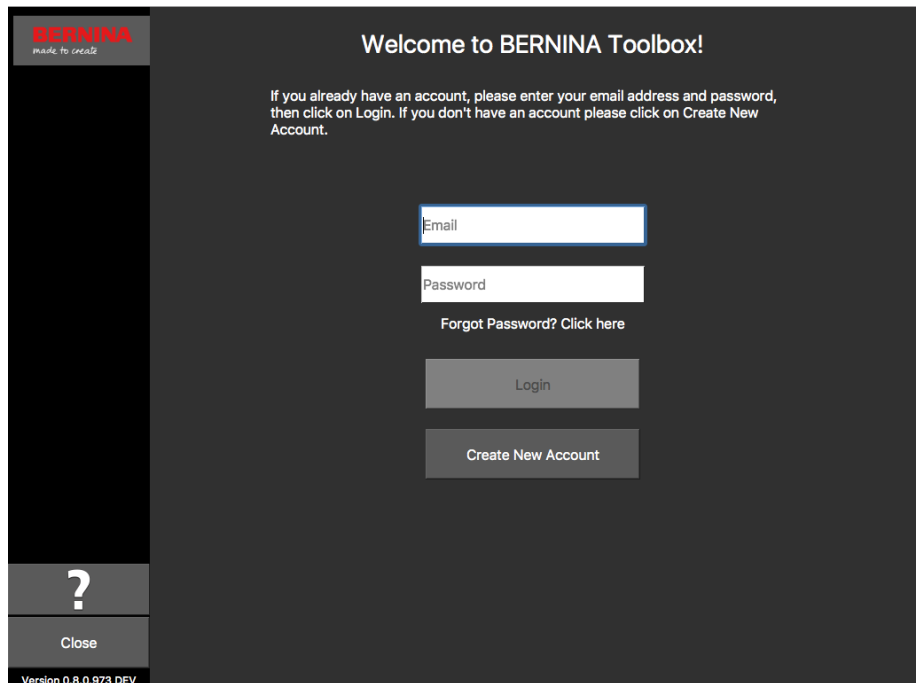 BERNINA
made to create
Welcome to BERNINA Toolbox!
If you already have an account, please enter your email address and password,
then click on Login. If you don't have an account please click on Create New
Account.
Email
Password
Forgot Password? Click here
Login
Create New Account
?
Close
Version 0.8.0.973 DEV